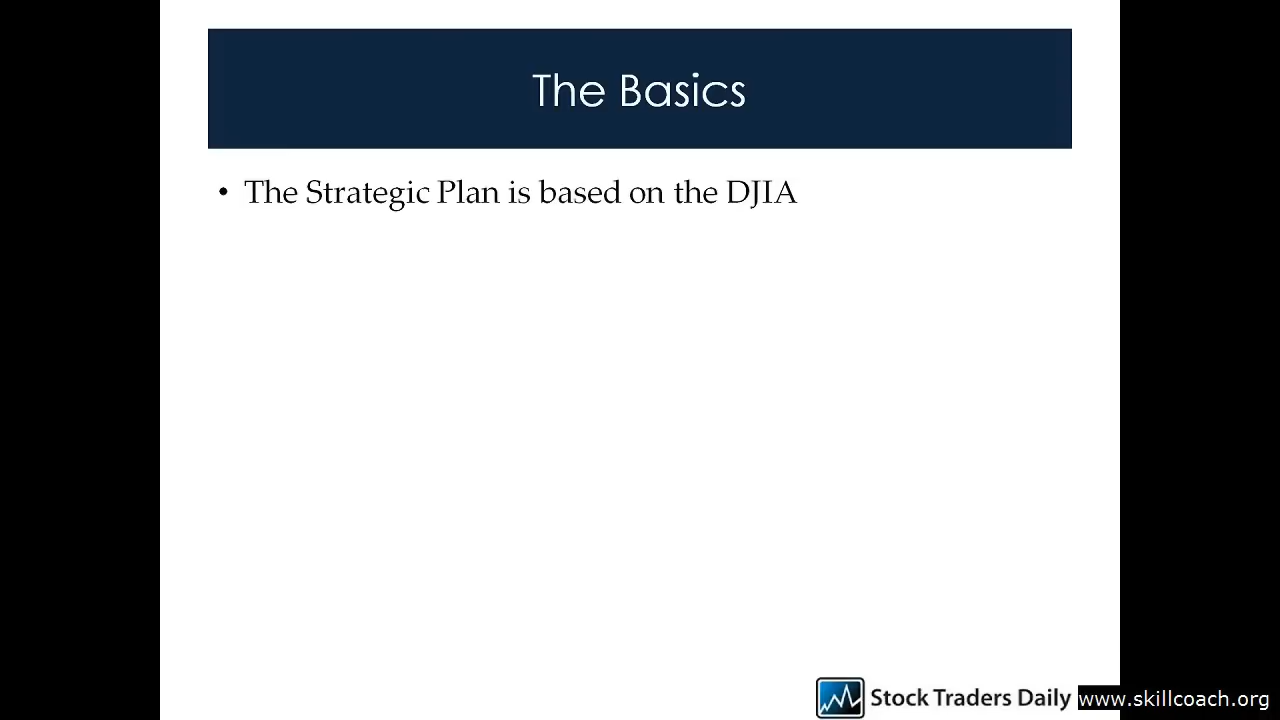 The Basics
• The Strategic Plan is based on the DJIA
Stock Traders Daily
www.skillcoach.org